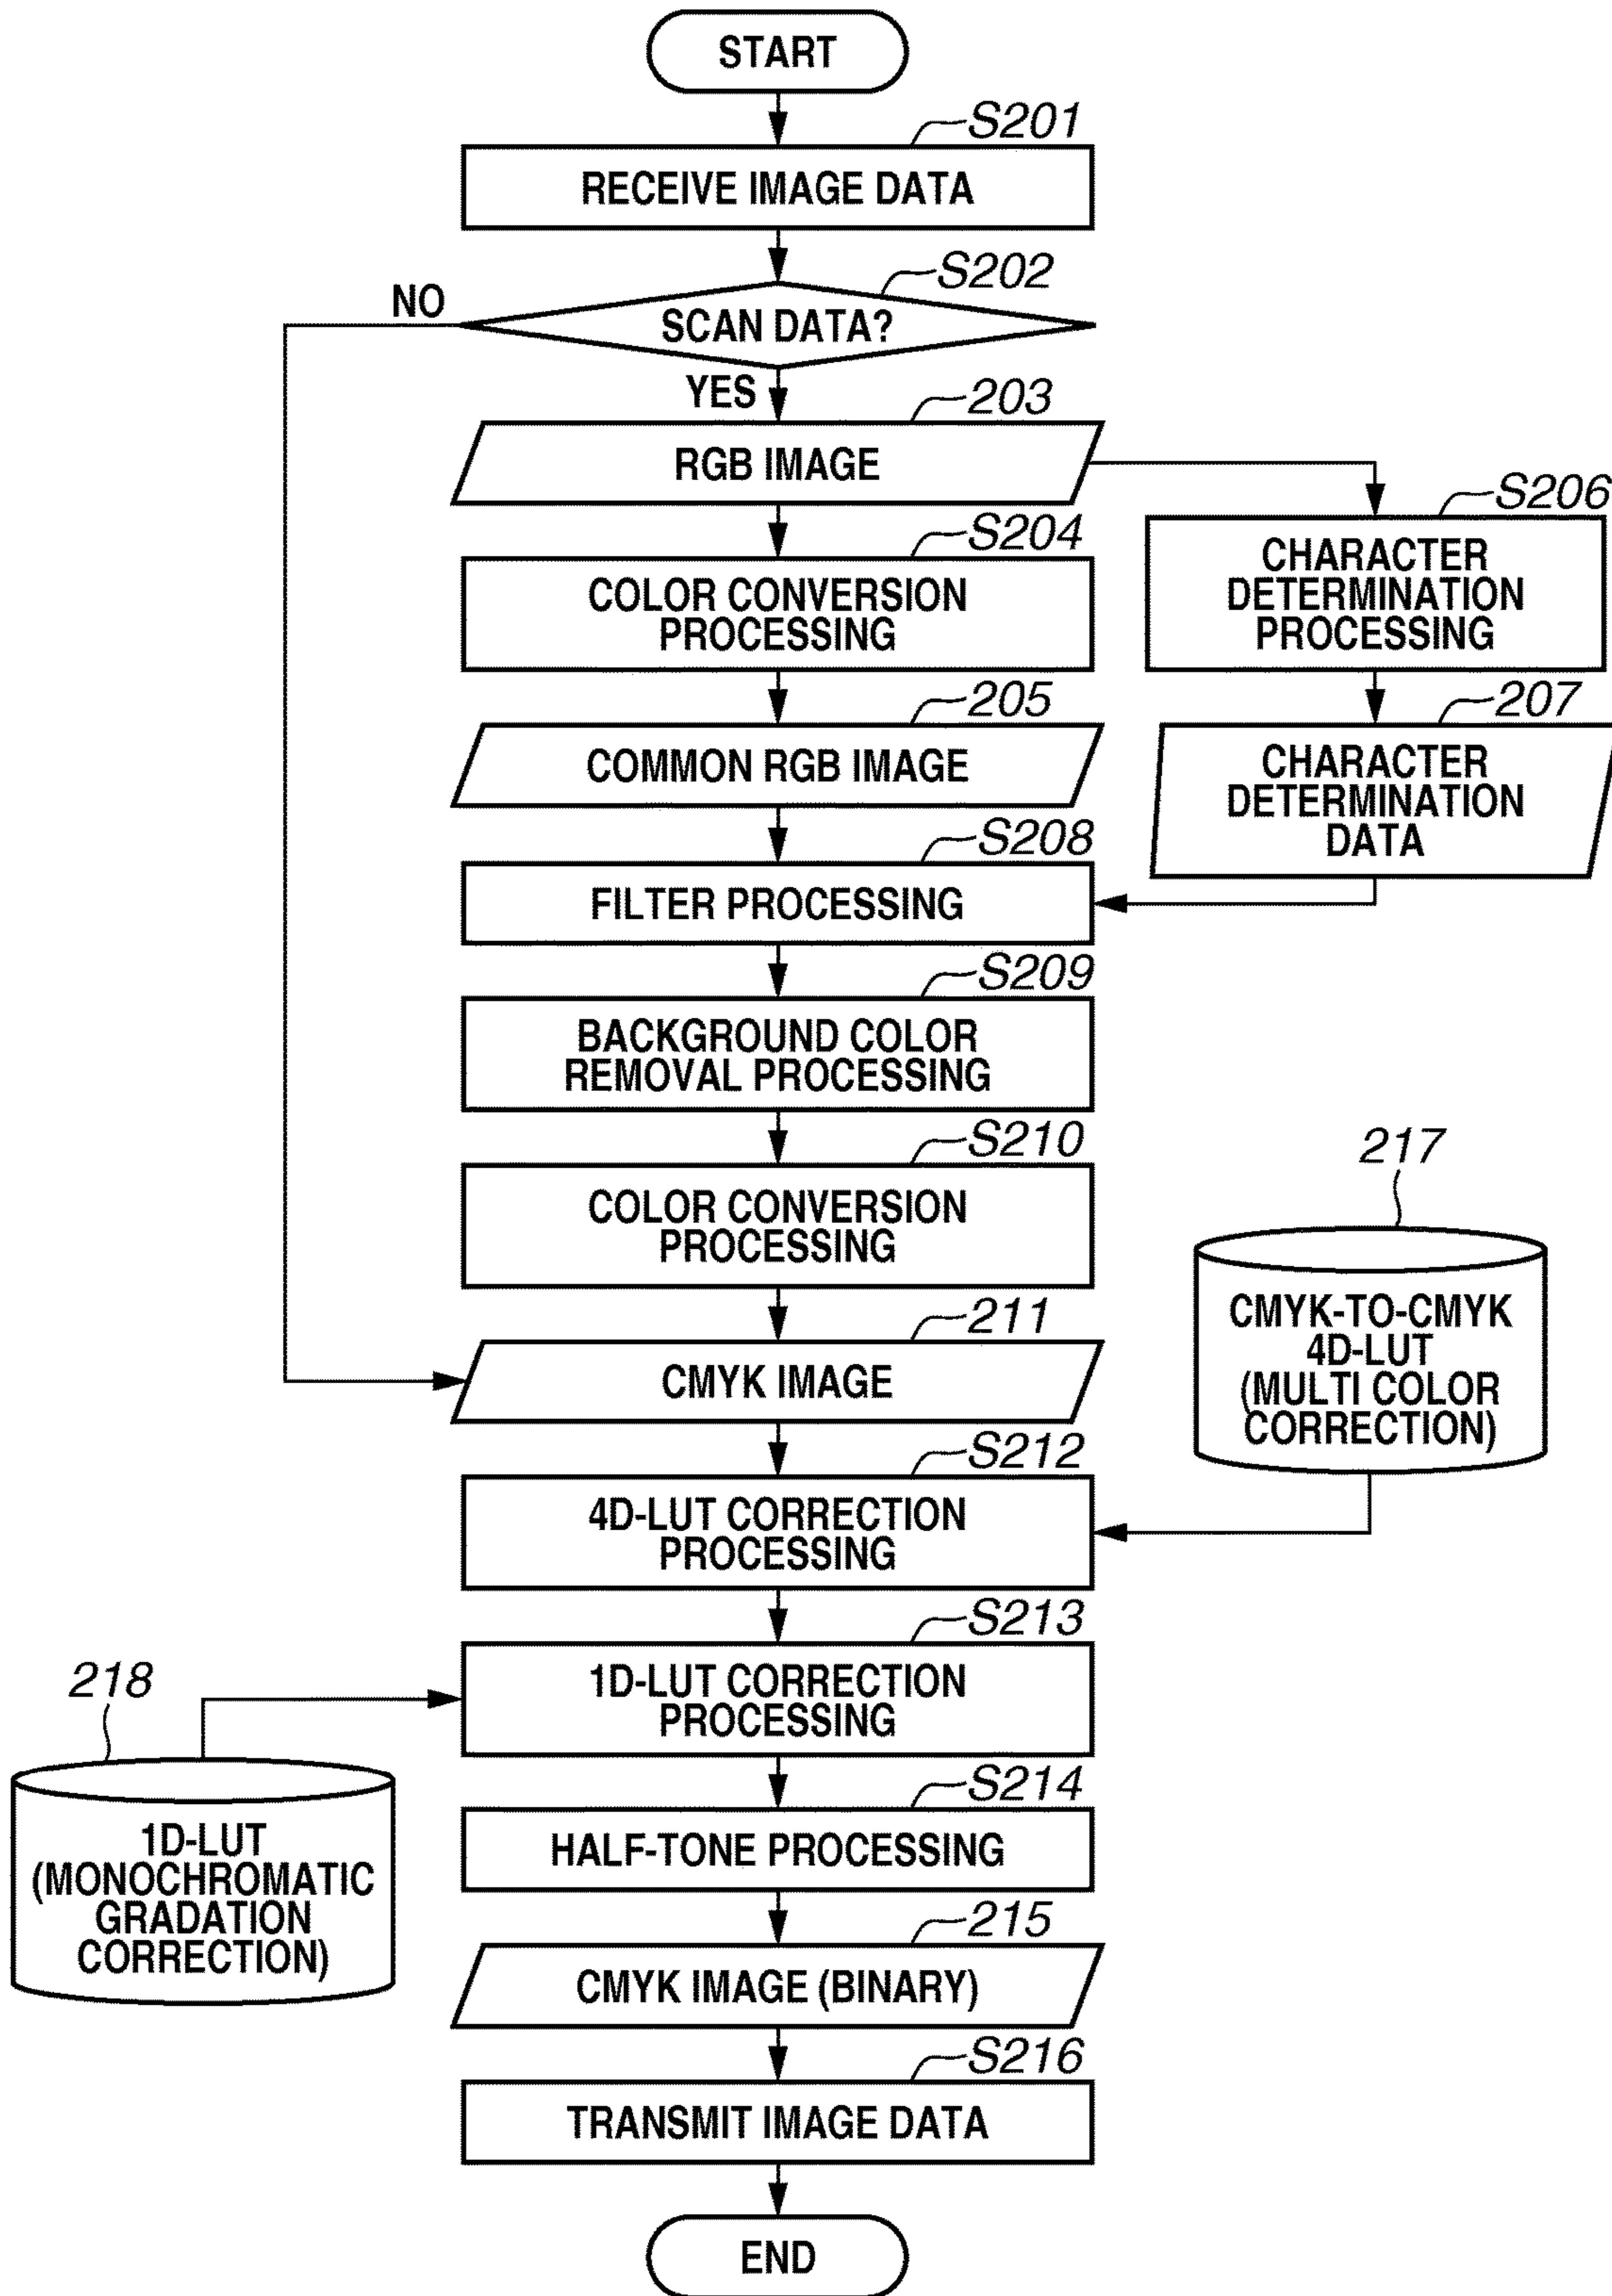 START
S201
RECEIVE IMAGE DATA
S202
NO
SCAN DATA?
YES
203
RGB IMAGE
S204
COLOR CONVERSION
PROCESSING
S206
CHARACTER
DETERMINATION
PROCESSING
205
COMMON RGB IMAGE
207
CHARACTER
DETERMINATION
DATA
S208
FILTER PROCESSING
S209
BACKGROUND COLOR
REMOVAL PROCESSING
S210
COLOR CONVERSION
PROCESSING
211
CMYK IMAGE
217
CMYK-TO-CMYK
4D-LUT
(MULTI COLOR
CORRECTION)
S212
4D-LUT CORRECTION
PROCESSING
S213
1D-LUT CORRECTION
PROCESSING
218
1D-LUT
(MONOCHROMATIC
GRADATION
CORRECTION)
S214
HALF-TONE PROCESSING
215
CMYK IMAGE (BINARY)
S216
TRANSMIT IMAGE DATA
END